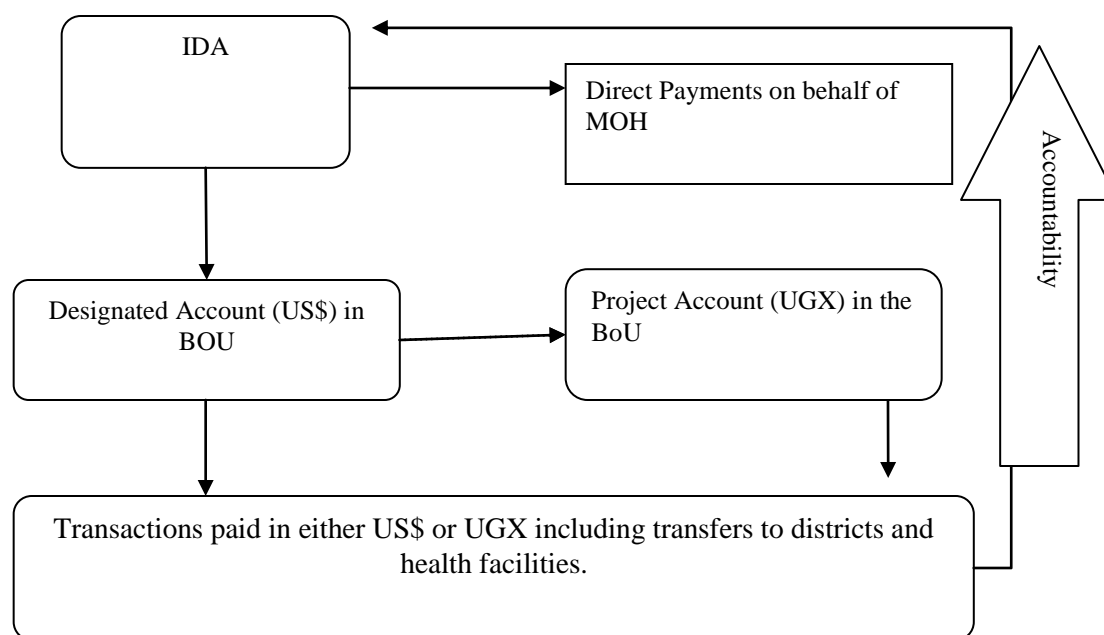 IDA
Direct Payments on behalf of
MOH
Accountability
Designated Account (US$) in
BOU
Project Account (UGX) in the
BoU
Transactions paid in either US$ or UGX including transfers to districts and
health facilities.